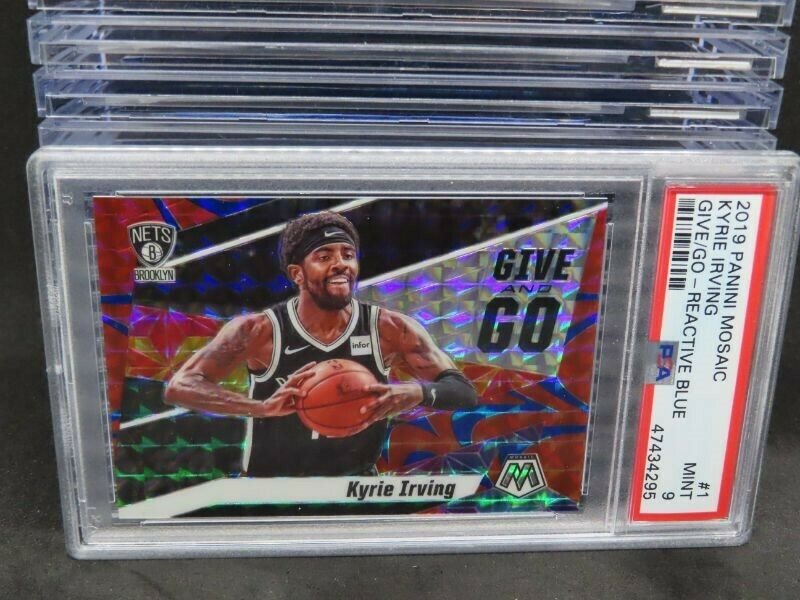 NETS
B
BROOKLYN
GIVE
AND
GO
infor
Kyrie Irving
MOSAIC
M
2019 PANINI MOSAIC
KYRIE IRVING
GIVE/GO - REACTIVE BLUE
#1
MINT
9
PSA
47434295